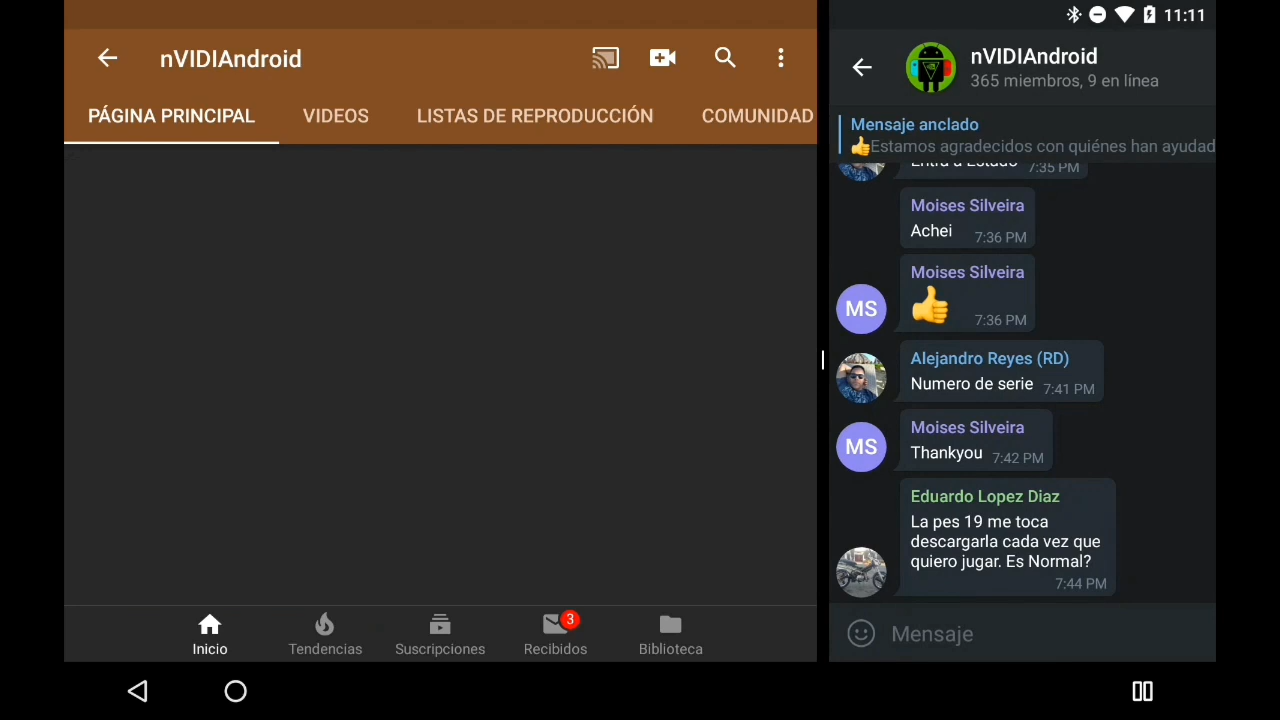 nVIDIAndroid
PÁGINA PRINCIPAL
VIDEOS
LISTAS DE REPRODUCCIÓN
COMUNIDAD
Inicio
Tendencias
Suscripciones
3
Recibidos
Biblioteca
11:11
nVIDIAndroid
365 miembros, 9 en línea
Mensaje anclado
👍Estamos agradecidos con quiénes han ayudad
Entra a Estado 7:35 PM
Moises Silveira
Achei 7:36 PM
Moises Silveira
👍 7:36 PM
MS
Alejandro Reyes (RD)
Numero de serie 7:41 PM
MS
Moises Silveira
Thankyou 7:42 PM
Eduardo Lopez Diaz
La pes 19 me toca
descargarla cada vez que
quiero jugar. Es Normal?
7:44 PM
Mensaje